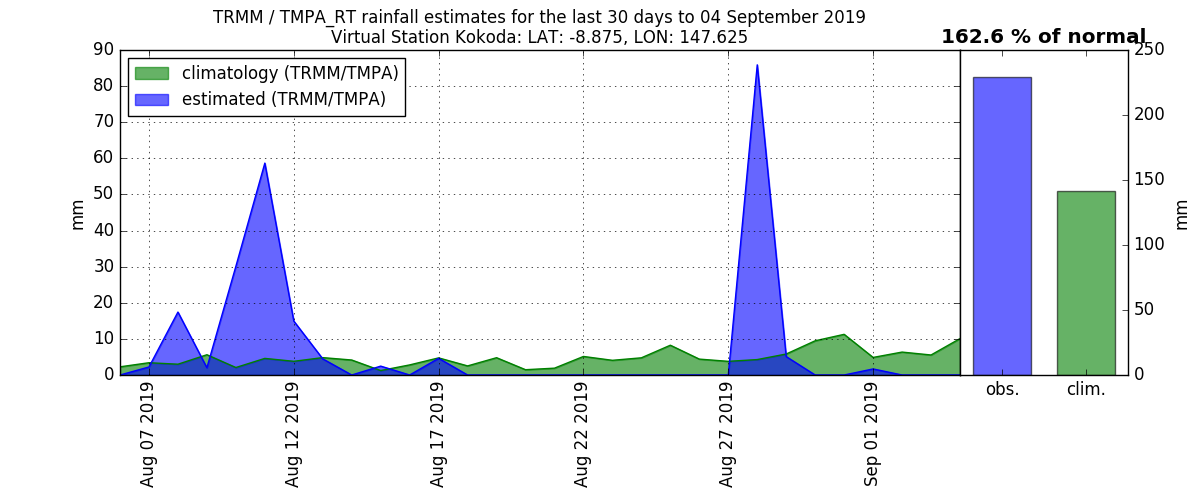 TRMM / TMPA_RT rainfall estimates for the last 30 days to 04 September 2019
Virtual Station Kokoda: LAT: -8.875, LON: 147.625
162.6 % of normal
climatology (TRMM/TMPA)
estimated (TRMM/TMPA)
90
80
70
60
50
40
30
20
10
0
mm
Aug 07 2019
Aug 12 2019
Aug 17 2019
Aug 22 2019
Aug 27 2019
Sep 01 2019
250
200
150
100
50
0
mm
obs.
clim.